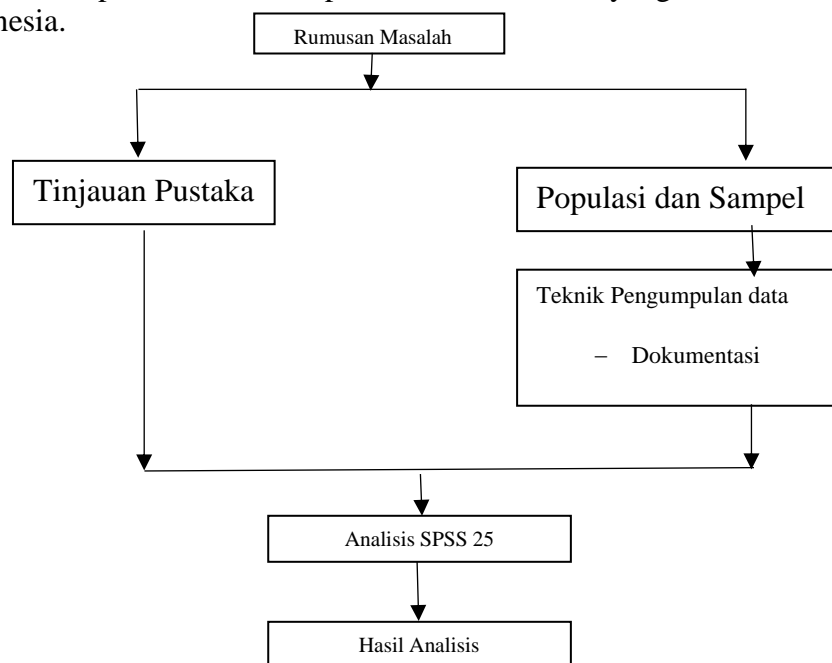 nesia.
Rumusan Masalah
Tinjauan Pustaka
Populasi dan Sampel
Teknik Pengumpulan data
– Dokumentasi
Analisis SPSS 25
Hasil Analisis